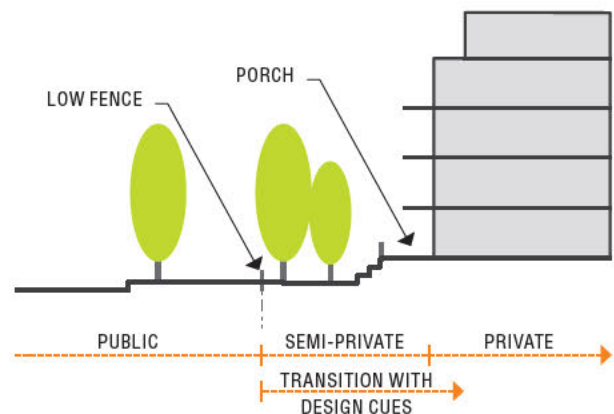 PORCH
LOW FENCE
PUBLIC
SEMI-PRIVATE
PRIVATE
TRANSITION WITH
DESIGN CUES